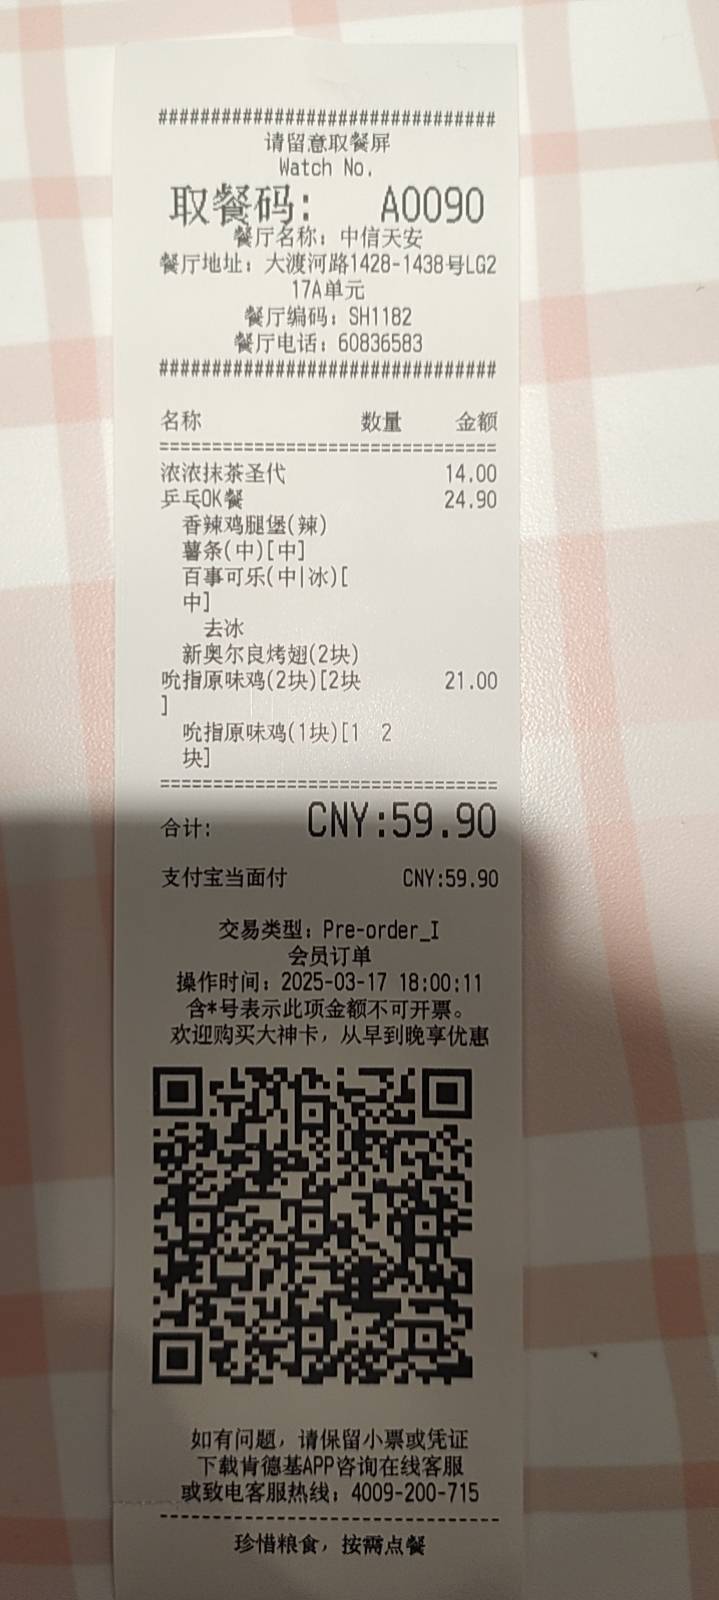 ################################
请留意取餐屏
Watch No.
取餐码: A0090
餐厅名称: 中信天安
餐厅地址: 大渡河路1428-1438号LG2
17A单元
餐厅编码: SH1182
餐厅电话: 60836583
################################
名称 数量 金额
================================
浓浓抹茶圣代 14.00
乒乓OK餐 24.90
香辣鸡腿堡(辣)
薯条(中)[中]
百事可乐(中|冰)[
中]
去冰
新奥尔良烤翅(2块)
吮指原味鸡(2块)[2块 21.00
]
吮指原味鸡(1块)[1 2
块]
================================
合计: CNY:59.90
支付宝当面付 CNY:59.90
交易类型: Pre-order_I
会员订单
操作时间: 2025-03-17 18:00:11
含*号表示此项金额不可开票。
欢迎购买大神卡，从早到晚享优惠
如有问题，请保留小票或凭证
下载肯德基APP咨询在线客服
或致电客服热线: 4009-200-715
--------------------------------
珍惜粮食，按需点餐